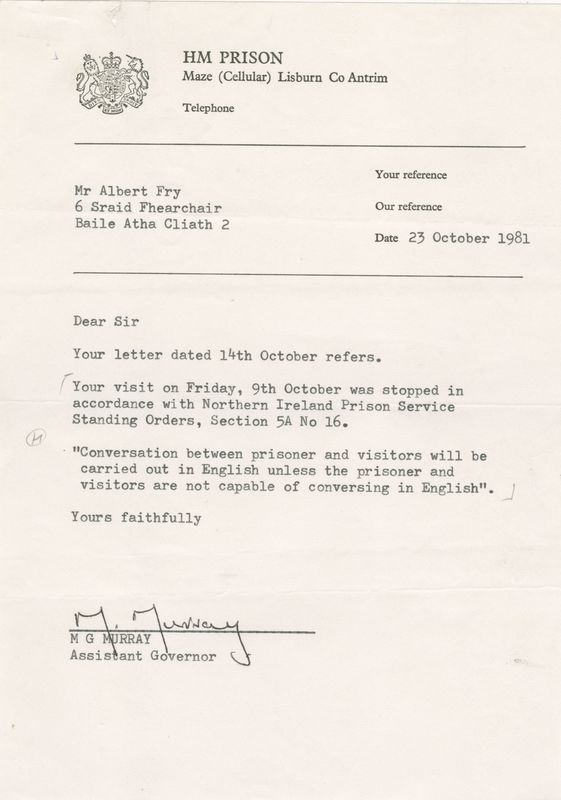 HM PRISON
Maze (Cellular) Lisburn Co Antrim
Telephone
Your reference
Mr Albert Fry
6 Sraid Fhearchair
Baile Atha Cliath 2
Our reference
Date 23 October 1981
Dear Sir
Your letter dated 14th October refers.
Your visit on Friday, 9th October was stopped in
accordance with Northern Ireland Prison Service
Standing Orders, Section 5A No 16.
"Conversation between prisoner and visitors will be
carried out in English unless the prisoner and
visitors are not capable of conversing in English".
Yours faithfully
M. Murray
M G MURRAY
Assistant Governor